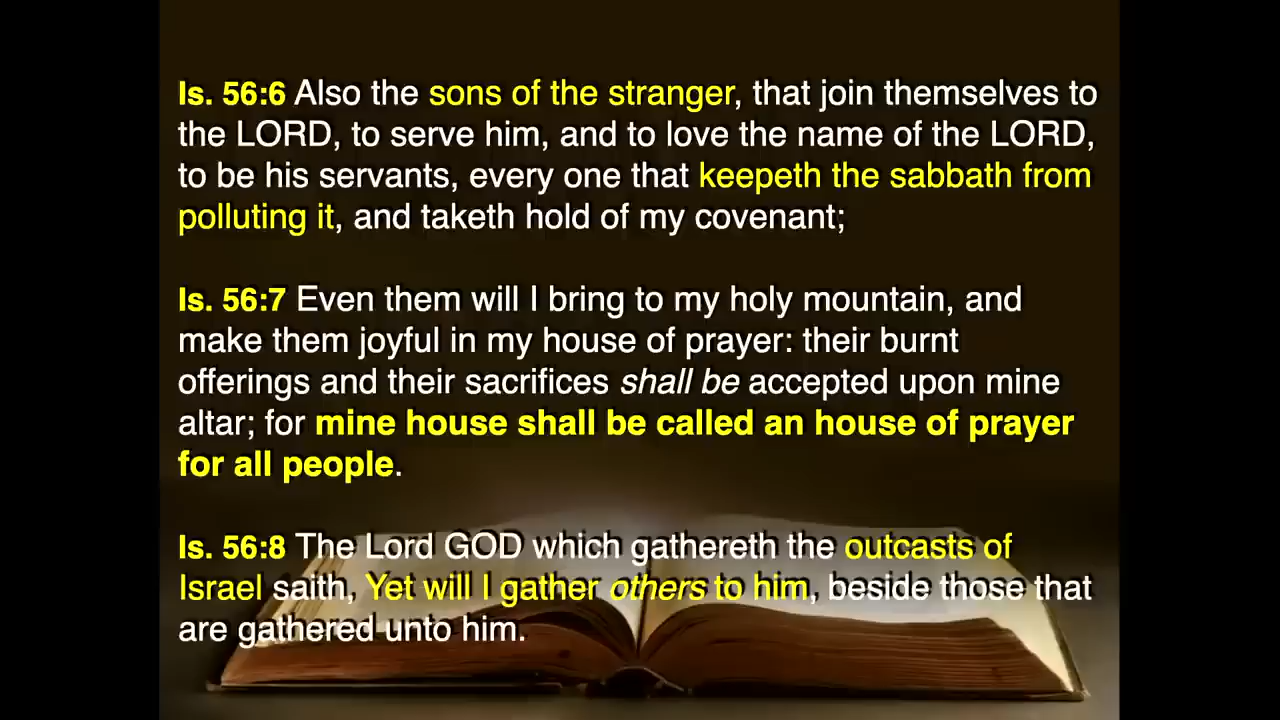 Is. 56:6 Also the sons of the stranger, that join themselves to
the LORD, to serve him, and to love the name of the LORD,
to be his servants, every one that keepeth the sabbath from
polluting it, and taketh hold of my covenant;
Is. 56:7 Even them will I bring to my holy mountain, and
make them joyful in my house of prayer: their burnt
offerings and their sacrifices shall be accepted upon mine
altar; for mine house shall be called an house of prayer
for all people.
Is. 56:8 The Lord GOD which gathereth the outcasts of
Israel saith, Yet will I gather others to him, beside those that
are gathered unto him.